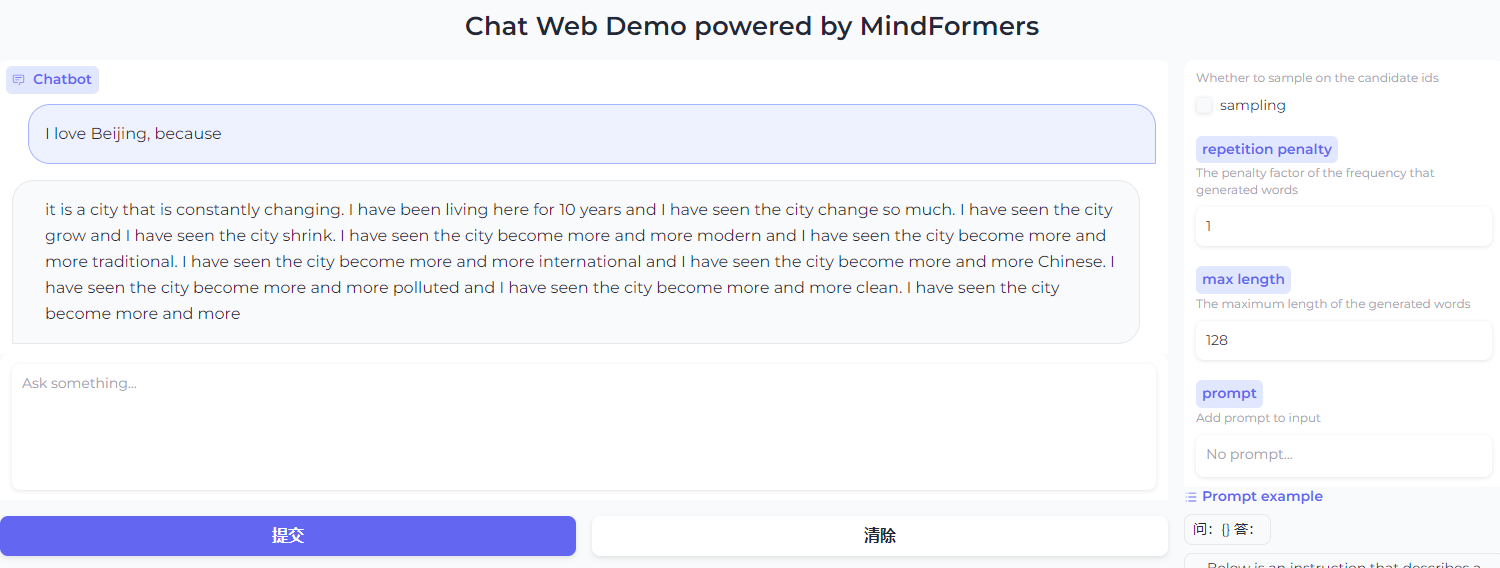 Chat Web Demo powered by MindFormers
Chatbot
I love Beijing, because
it is a city that is constantly changing. I have been living here for 10 years and I have seen the city change so much. I have seen the city
grow and I have seen the city shrink. I have seen the city become more and more modern and I have seen the city become more and
more traditional. I have seen the city become more and more international and I have seen the city become more and more Chinese. I
have seen the city become more and more polluted and I have seen the city become more and more clean. I have seen the city
become more and more
Ask something...
提交
清除
Whether to sample on the candidate ids
sampling
repetition penalty
The penalty factor of the frequency that
generated words
1
max length
The maximum length of the generated words
128
prompt
Add prompt to input
No prompt...
Prompt example
问：{} 答：
Below is an instruction that describes a